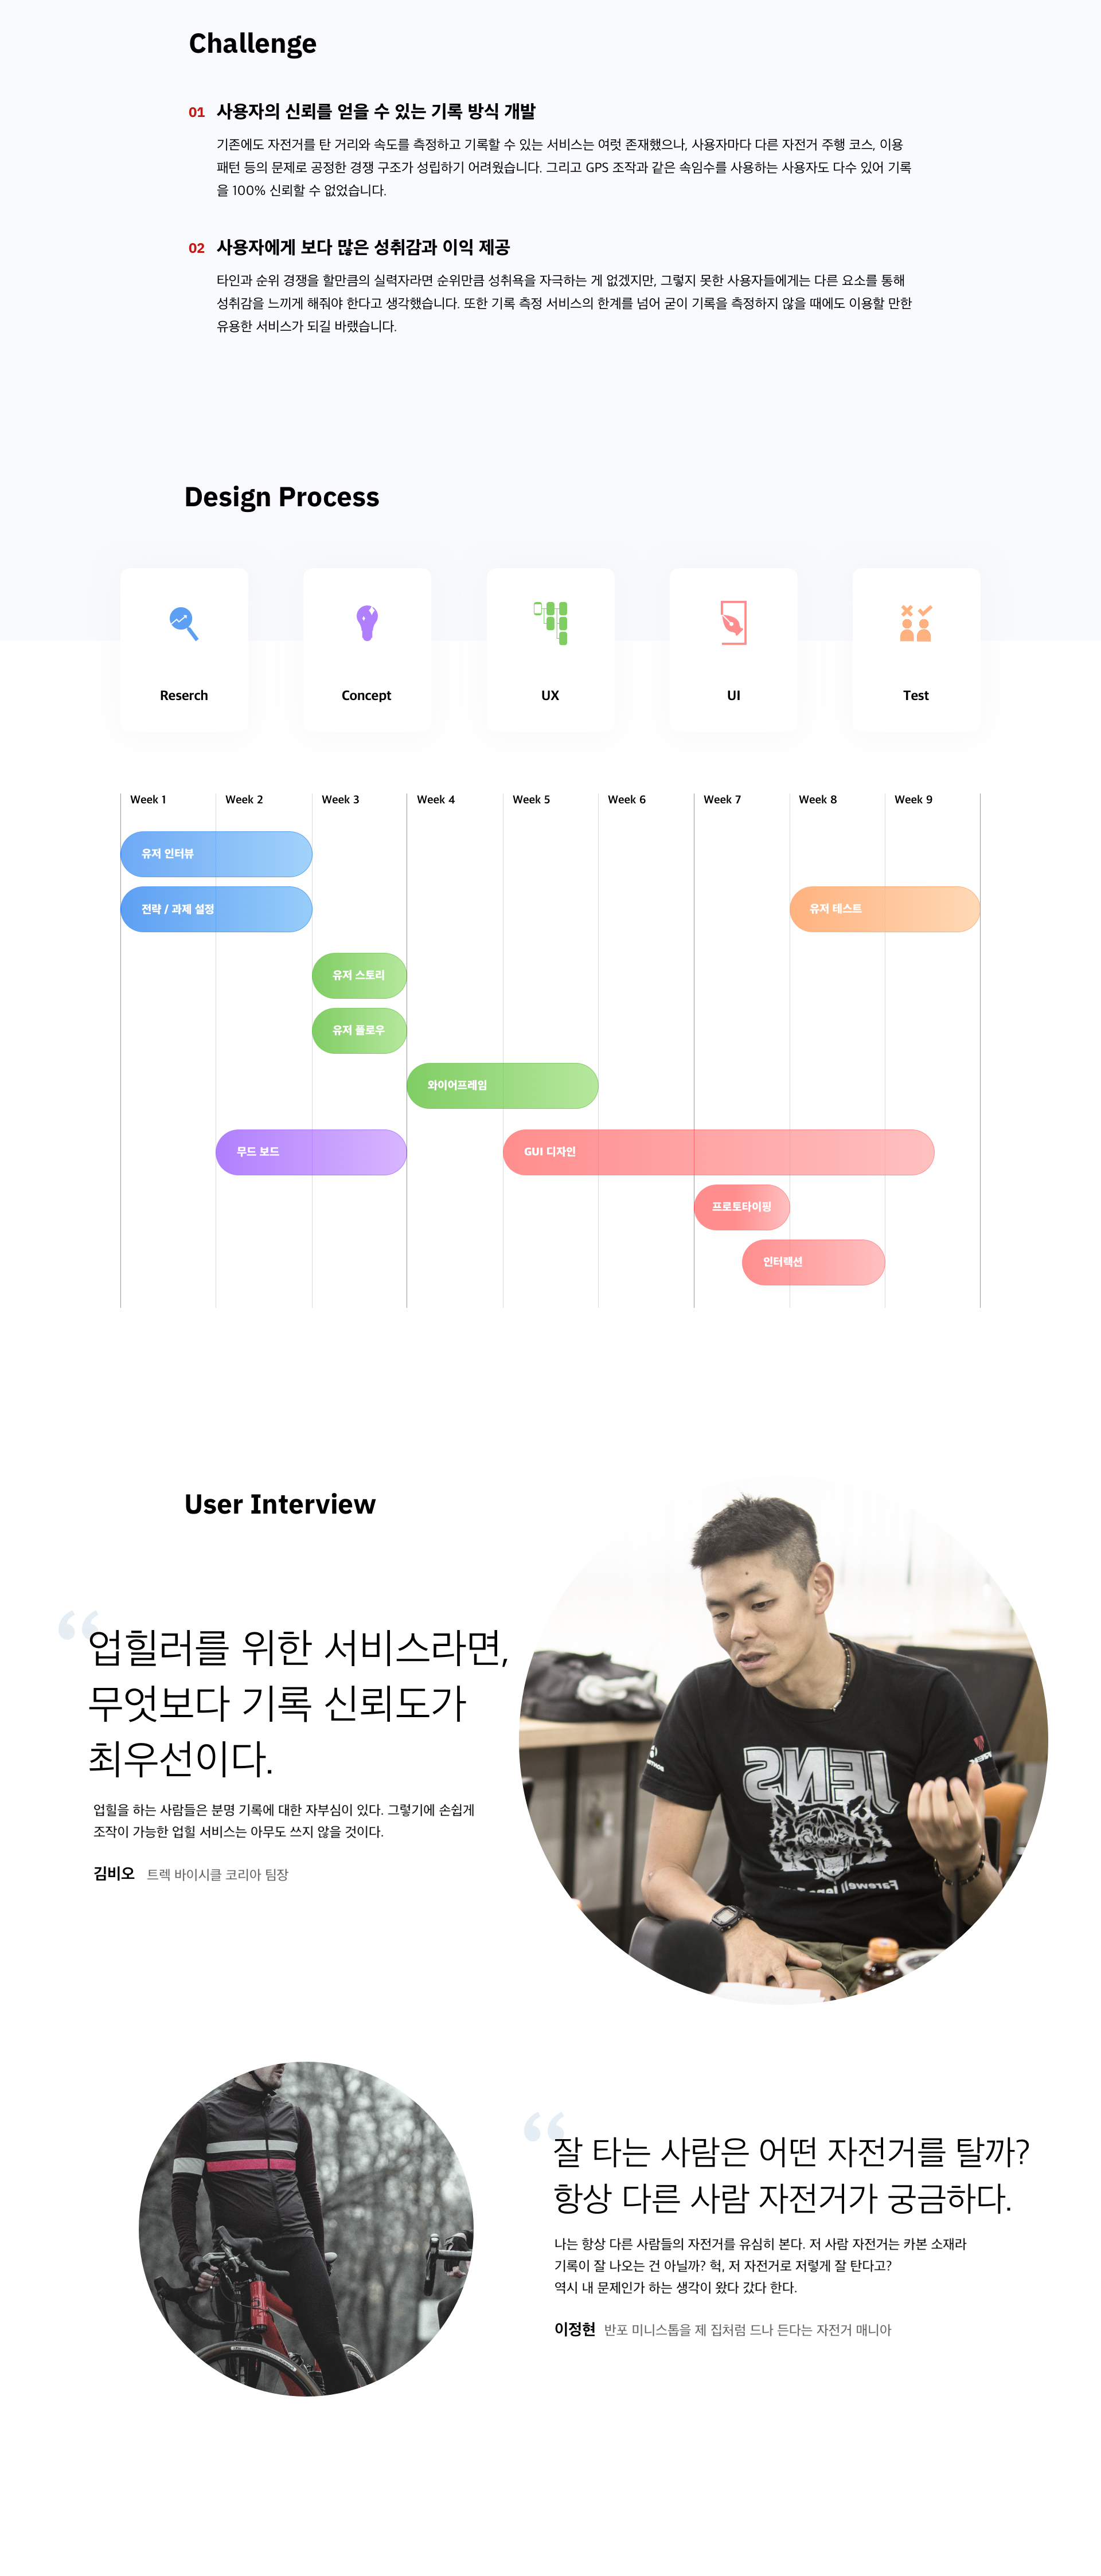 Challenge
01 사용자의 신뢰를 얻을 수 있는 기록 방식 개발
기존에도 자전거를 탄 거리와 속도를 측정하고 기록할 수 있는 서비스는 여럿 존재했으나, 사용자마다 다른 자전거 주행 코스, 이용
패턴 등의 문제로 공정한 경쟁 구조가 성립하기 어려웠습니다. 그리고 GPS 조작과 같은 속임수를 사용하는 사용자도 다수 있어 기록
을 100% 신뢰할 수 없었습니다.
02 사용자에게 보다 많은 성취감과 이익 제공
타인과 순위 경쟁을 할만큼의 실력자라면 순위만큼 성취욕을 자극하는 게 없겠지만, 그렇지 못한 사용자들에게는 다른 요소를 통해
성취감을 느끼게 해줘야 한다고 생각했습니다. 또한 기록 측정 서비스의 한계를 넘어 굳이 기록을 측정하지 않을 때에도 이용할 만한
유용한 서비스가 되길 바랬습니다.
Design Process
Reserch
Concept
UX
UI
Test
Week 1
Week 2
Week 3
Week 4
Week 5
Week 6
Week 7
Week 8
Week 9
유저 인터뷰
전략 / 과제 설정
유저 테스트
유저 스토리
유저 플로우
와이어프레임
무드 보드
GUI 디자인
프로토타이핑
인터랙션
User Interview
“업힐러를 위한 서비스라면,
무엇보다 기록 신뢰도가
최우선이다.
업힐을 하는 사람들은 분명 기록에 대한 자부심이 있다. 그렇기에 손쉽게
조작이 가능한 업힐 서비스는 아무도 쓰지 않을 것이다.
김비오 트렉 바이시클 코리아 팀장
JENS
Farewell Jens
“잘 타는 사람은 어떤 자전거를 탈까?
항상 다른 사람 자전거가 궁금하다.
나는 항상 다른 사람들의 자전거를 유심히 본다. 저 사람 자전거는 카본 소재라
기록이 잘 나오는 건 아닐까? 헉, 저 자전거로 저렇게 잘 탄다고?
역시 내 문제인가 하는 생각이 왔다 갔다 한다.
이정현 반포 미니스톱을 제 집처럼 드나 든다는 자전거 매니아